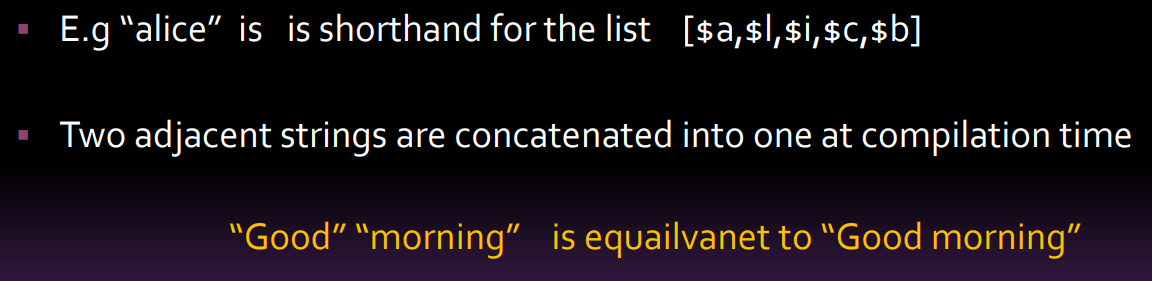 E.g “alice” is is shorthand for the list [$a,$l,$i,$c,$b]
Two adjacent strings are concatenated into one at compilation time
“Good” “morning” is equailvanet to “Good morning”